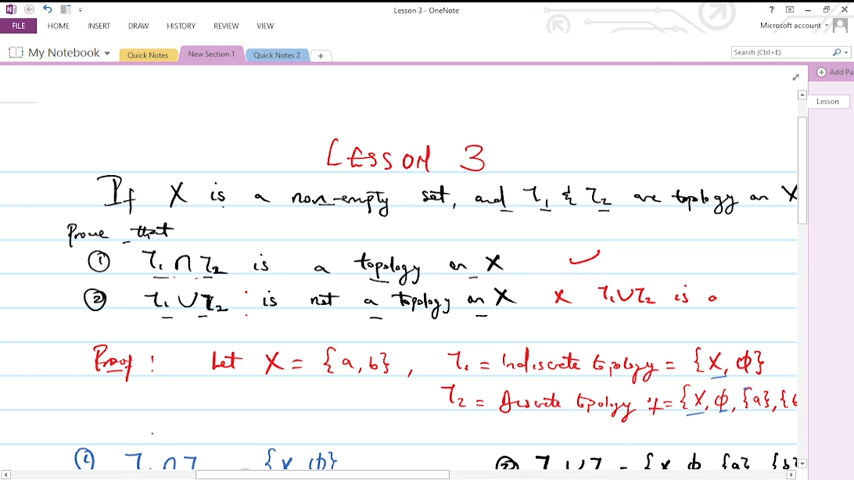 Lesson 3 - OneNote
FILE HOME INSERT DRAW HISTORY REVIEW VIEW
Microsoft account
My Notebook Quick Notes New Section 1 Quick Notes 2 +
Search (Ctrl+E)
Add Pa
Lesson
Lesson 3
If X is a non-empty set, and τ₁ & τ₂ are topology on X
Prove that
① τ₁ ∩ τ₂ is a topology on X ✓
② τ₁ ∪ τ₂ is not a topology on X x τ₁ ∪ τ₂ is a
Proof : Let X = {a, b} , τ₁ = Indiscrete topology = {X, ϕ}
τ₂ = Discrete topology = {X, ϕ, {a}, {b
① τ₁ ∩ τ₂ = {X, ϕ}
② τ₁ ∪ τ₂ = {X, ϕ, {a}, {b}